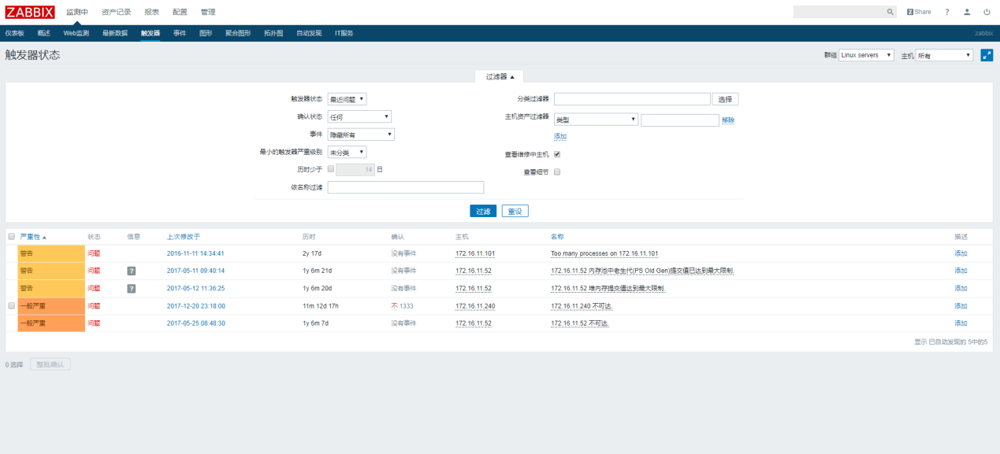 ZABBIX 监测中 资产记录 报表 配置 管理 Z Share ?
仪表板 概述 Web监测 最新数据 触发器 事件 图形 聚合图形 拓扑图 自动发现 IT服务 zabbix
触发器状态 群组 Linux servers 主机 所有
过滤器
触发器状态 最近问题 分类过滤器 选择
确认状态 任何 主机资产过滤器 类型 移除
事件 隐藏所有 添加
最小的触发器严重级别 未分类 查看维修中主机
历时少于 14 日 查看细节
依名称过滤
过滤 重设
严重性 状态 信息 上次修改于 历时 确认 主机 名称 描述
警告 问题 2016-11-11 14:34:41 2y 17d 没有事件 172.16.11.101 Too many processes on 172.16.11.101 添加
警告 问题 ? 2017-05-11 09:40:14 1y 6m 21d 没有事件 172.16.11.52 172.16.11.52 内存池中老生代(PS Old Gen)提交值已达到最大限制. 添加
警告 问题 ? 2017-05-12 11:36:25 1y 6m 20d 没有事件 172.16.11.52 172.16.11.52 堆内存提交值达到最大限制. 添加
一般严重 问题 2017-12-20 23:18:00 11m 12d 17h 不 1333 172.16.11.240 172.16.11.240 不可达. 添加
一般严重 问题 2017-05-25 08:48:30 1y 6m 7d 没有事件 172.16.11.52 172.16.11.52 不可达. 添加
显示 已自动发现的 5中的5
0 选择 整批确认